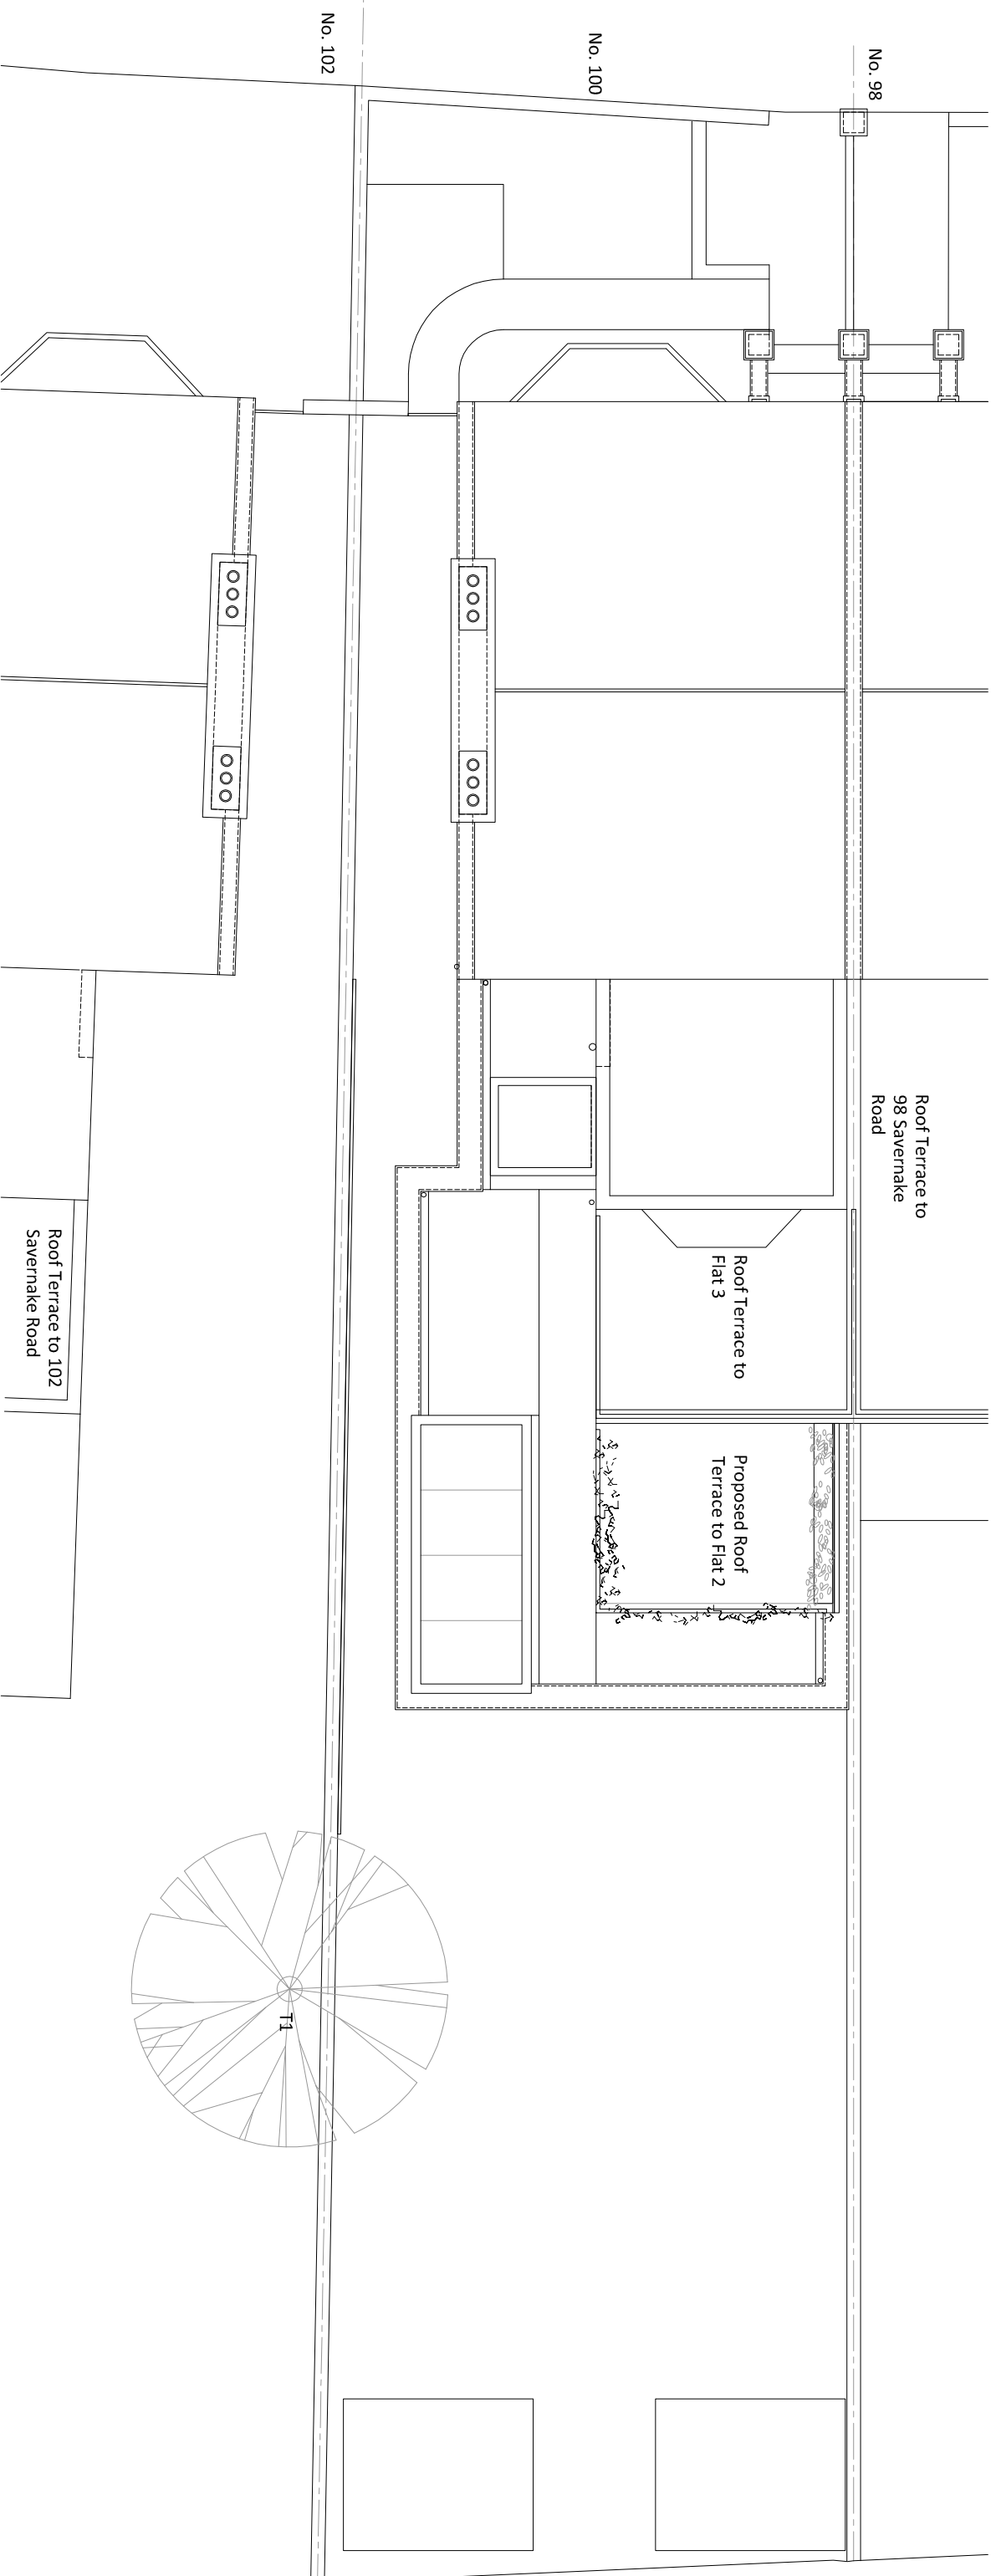 No. 102
No. 100
No. 98
Roof Terrace to
98 Savernake
Road
Roof Terrace to 102
Savernake Road
Roof Terrace to
Flat 3
Proposed Roof
Terrace to Flat 2
T1